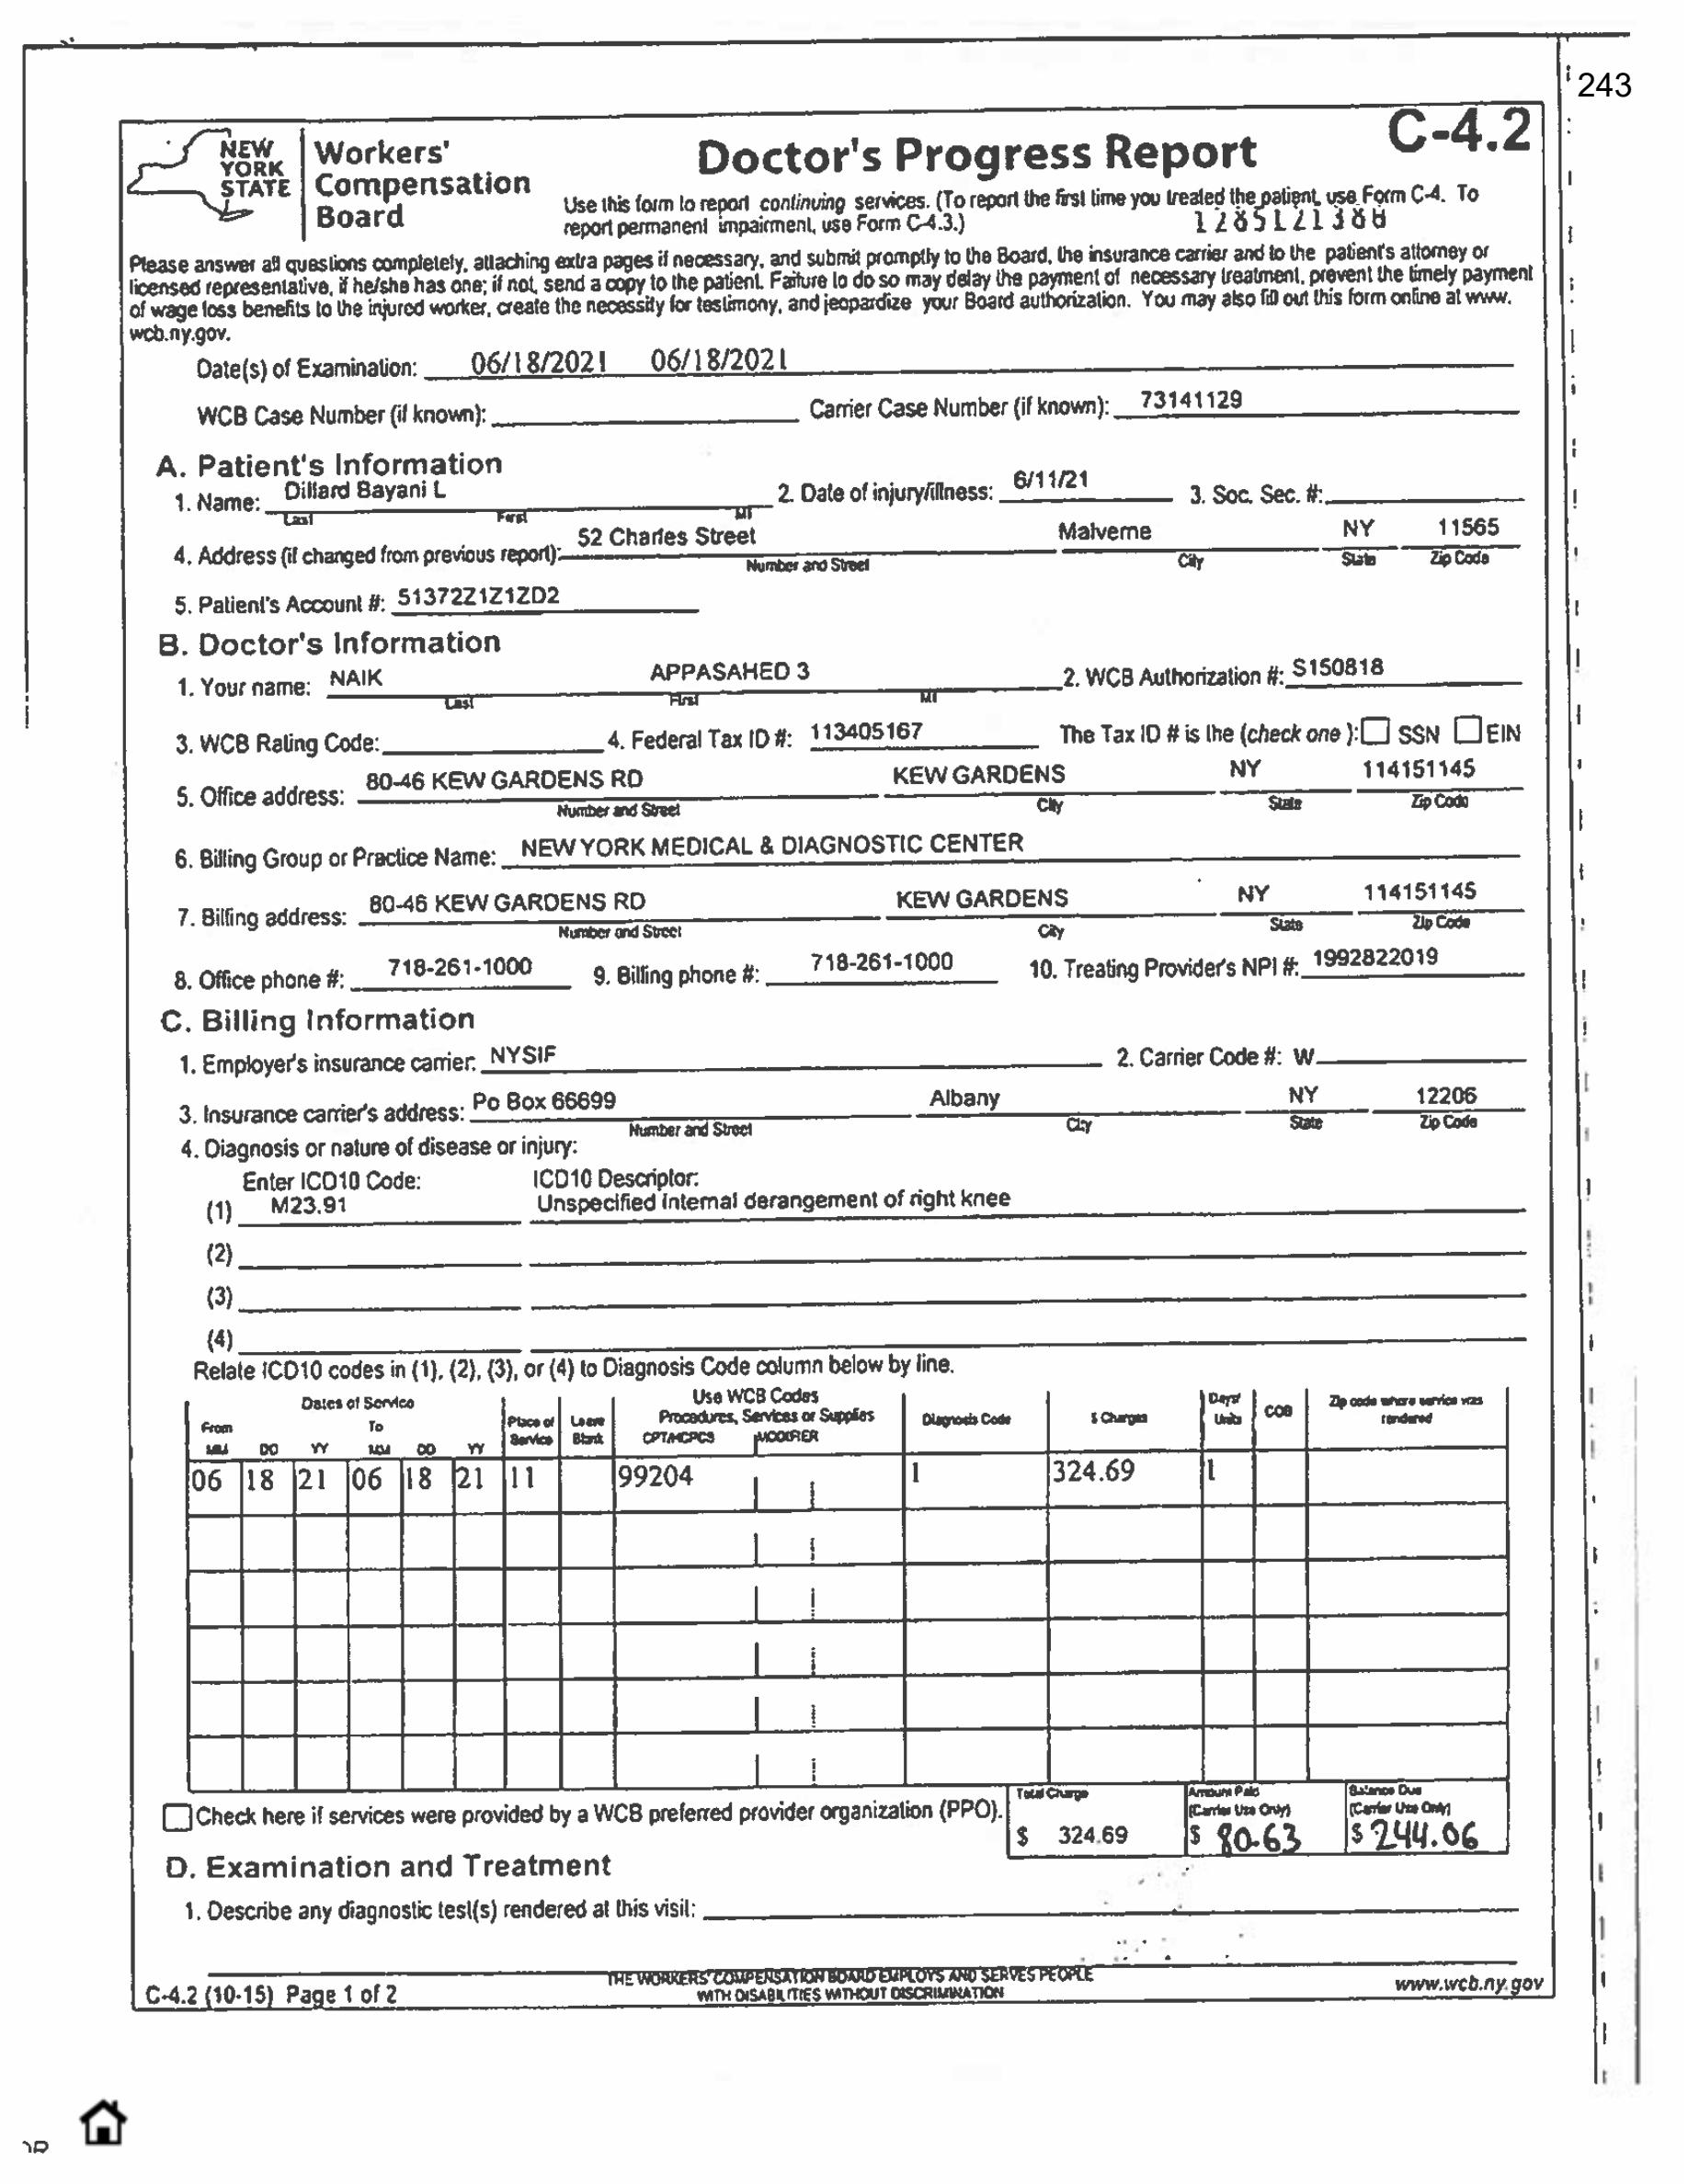 243
C-4.2
NEW YORK STATE
Workers' Compensation Board
Doctor's Progress Report
Use this form to report continuing services. (To report the first time you treated the patient, use Form C-4. To
report permanent impairment, use Form C-4.3.)
1285121388
Please answer all questions completely, attaching extra pages if necessary, and submit promptly to the Board, the insurance carrier and to the patient's attorney or
licensed representative, if he/she has one; if not, send a copy to the patient. Failure to do so may delay the payment of necessary treatment, prevent the timely payment
of wage loss benefits to the injured worker, create the necessity for testimony, and jeopardize your Board authorization. You may also fill out this form online at www.
wcb.ny.gov.
Date(s) of Examination: 06/18/2021 06/18/2021
WCB Case Number (if known): Carrier Case Number (if known): 73141129
A. Patient's Information
1. Name: Dillard Bayani L 2. Date of injury/illness: 6/11/21 3. Soc. Sec. #:
Last First MI
4. Address (if changed from previous report): 52 Charles Street Malverne NY 11565
Number and Street City State Zip Code
5. Patient's Account #: 51372Z1Z1ZD2
B. Doctor's Information
1. Your name: NAIK APPASAHED 3 2. WCB Authorization #: S150818
Last First MI
3. WCB Rating Code: 4. Federal Tax ID #: 113405167 The Tax ID # is the (check one ): SSN EIN
5. Office address: 80-46 KEW GARDENS RD KEW GARDENS NY 114151145
Number and Street City State Zip Code
6. Billing Group or Practice Name: NEW YORK MEDICAL & DIAGNOSTIC CENTER
7. Billing address: 80-46 KEW GARDENS RD KEW GARDENS NY 114151145
Number and Street City State Zip Code
8. Office phone #: 718-261-1000 9. Billing phone #: 718-261-1000 10. Treating Provider's NPI #: 1992822019
C. Billing Information
1. Employer's insurance carrier: NYSIF 2. Carrier Code #: W
3. Insurance carrier's address: Po Box 66699 Albany NY 12206
Number and Street City State Zip Code
4. Diagnosis or nature of disease or injury:
Enter ICD10 Code: ICD10 Descriptor:
(1) M23.91 Unspecified internal derangement of right knee
(2)
(3)
(4)
Relate ICD10 codes in (1), (2), (3), or (4) to Diagnosis Code column below by line.
Dates of Service Use WCB Codes
From To Place of Service Leave Blank Procedures, Services or Supplies Diagnosis Code $ Charges Days/ Units COB Zip code where service was rendered
MM DD YY MM DD YY CPT/HCPCS MODIFIER
06 18 21 06 18 21 11 99204 1 324.69 1
Check here if services were provided by a WCB preferred provider organization (PPO).
Total Charge Amount Paid Balance Due
(Carrier Use Only) (Carrier Use Only)
$ 324.69 $ 80.63 $ 244.06
D. Examination and Treatment
1. Describe any diagnostic test(s) rendered at this visit:
THE WORKERS' COMPENSATION BOARD EMPLOYS AND SERVES PEOPLE
WITH DISABILITIES WITHOUT DISCRIMINATION
C-4.2 (10-15) Page 1 of 2
www.wcb.ny.gov